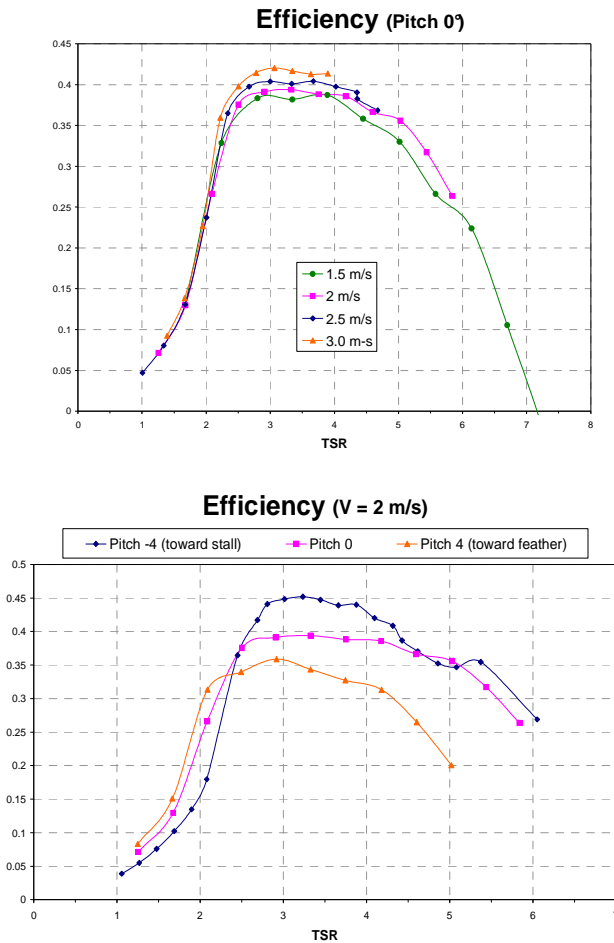 Efficiency (Pitch 0°)
0.45
0.4
0.35
0.3
0.25
0.2
0.15
0.1
0.05
0
0 1 2 3 4 5 6 7 8
TSR
1.5 m/s
2 m/s
2.5 m/s
3.0 m-s
Efficiency (V = 2 m/s)
Pitch -4 (toward stall) Pitch 0 Pitch 4 (toward feather)
0.5
0.45
0.4
0.35
0.3
0.25
0.2
0.15
0.1
0.05
0
0 1 2 3 4 5 6 7
TSR